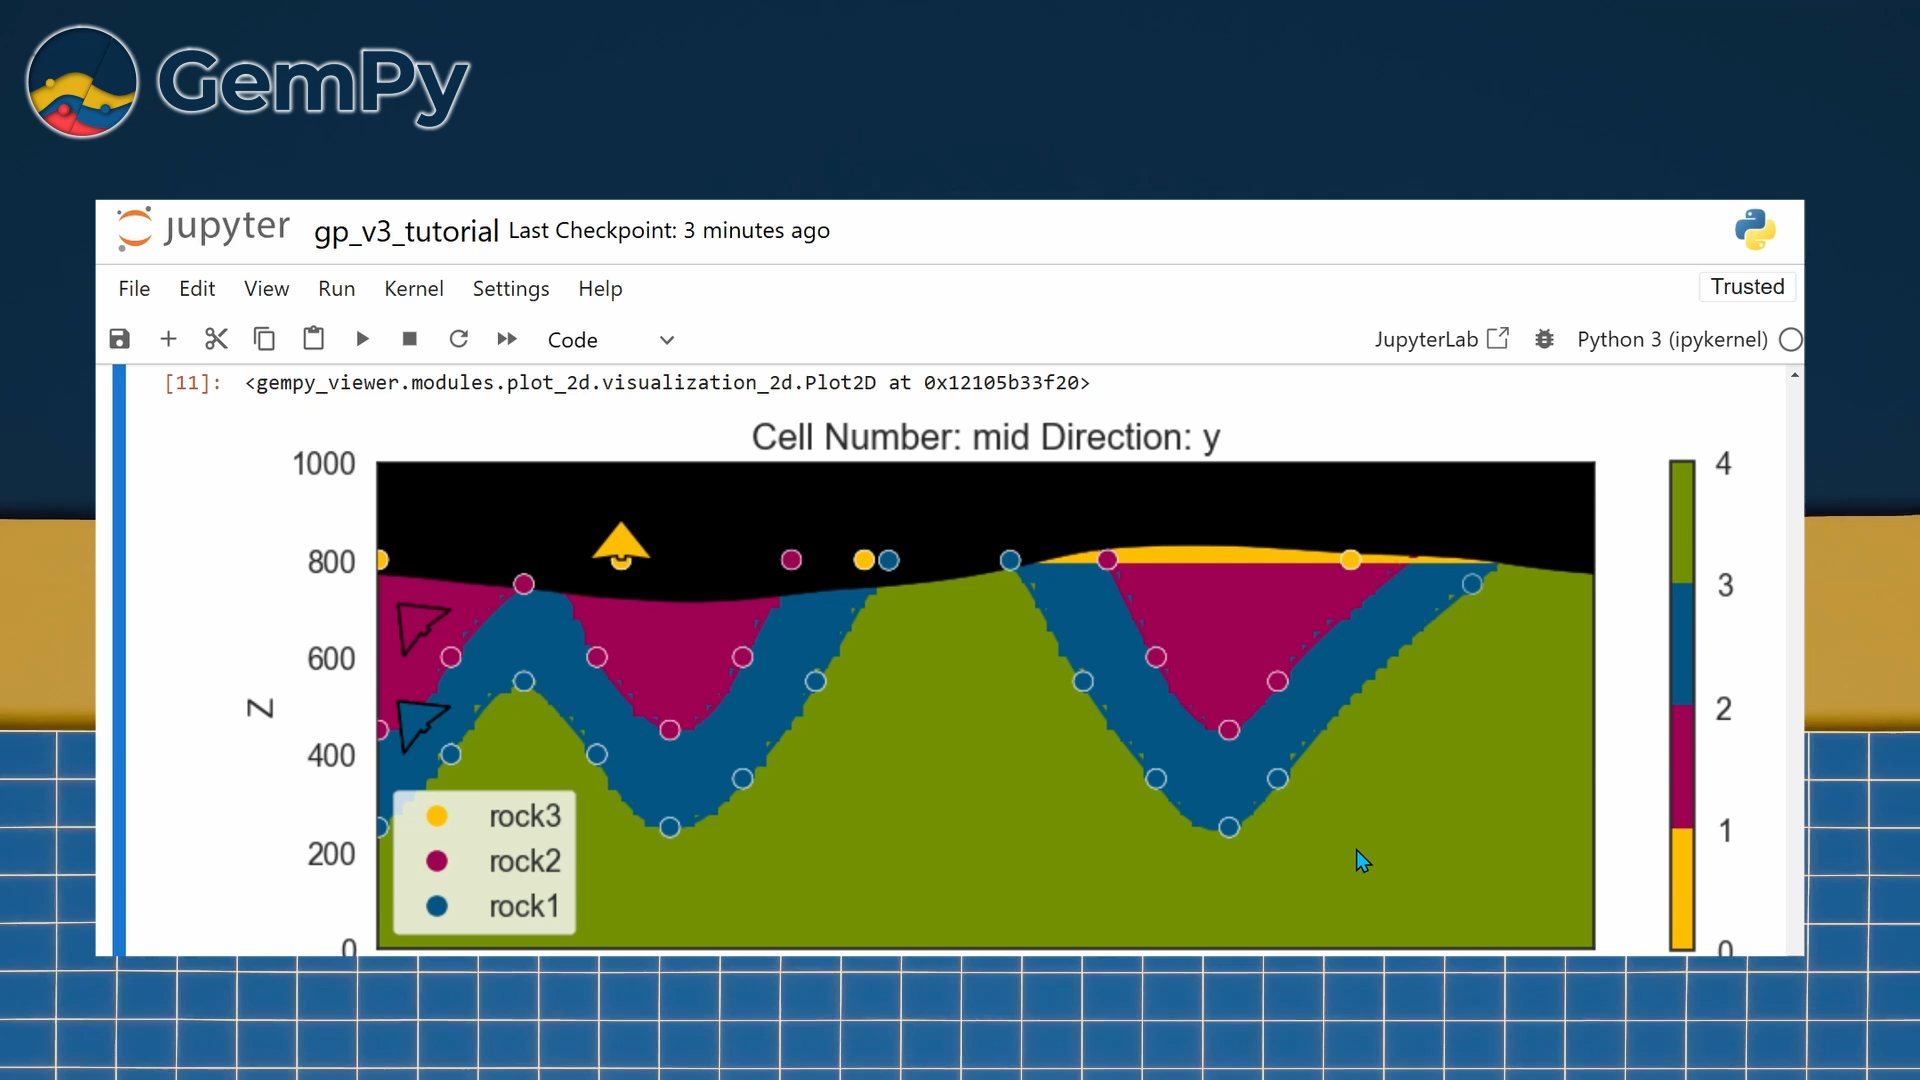 GemPy
jupyter gp_v3_tutorial Last Checkpoint: 3 minutes ago
File Edit View Run Kernel Settings Help Trusted
Code JupyterLab Python 3 (ipykernel)
[11]: <gempy_viewer.modules.plot_2d.visualization_2d.Plot2D at 0x12105b33f20>
Cell Number: mid Direction: y
1000
800
600
400
200
0
Z
rock3
rock2
rock1
4
3
2
1
0